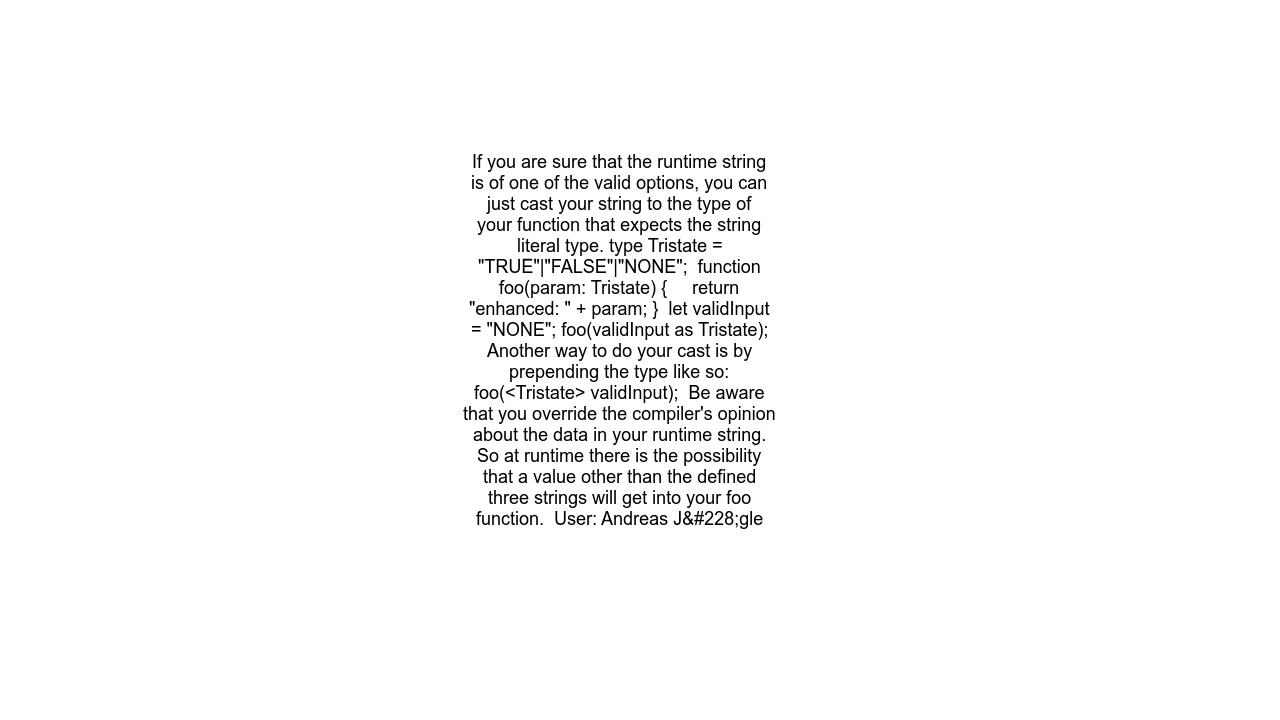 If you are sure that the runtime string
is of one of the valid options, you can
just cast your string to the type of
your function that expects the string
literal type. type Tristate =
"TRUE"|"FALSE"|"NONE";  function
foo(param: Tristate) {     return
"enhanced: " + param; }  let validInput
= "NONE"; foo(validInput as Tristate);
Another way to do your cast is by
prepending the type like so:
foo(<Tristate> validInput);  Be aware
that you override the compiler's opinion
about the data in your runtime string.
So at runtime there is the possibility
that a value other than the defined
three strings will get into your foo
function.  User: Andreas J&#228;gle